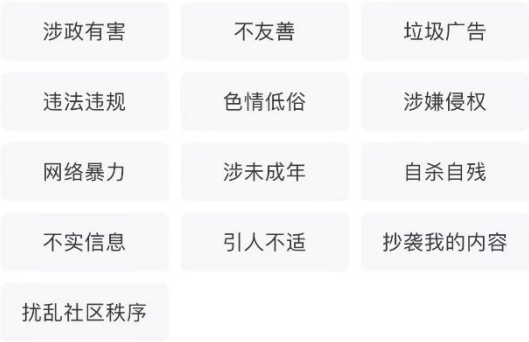 涉政有害
不友善
垃圾广告
违法违规
色情低俗
涉嫌侵权
网络暴力
涉未成年
自杀自残
不实信息
引人不适
抄袭我的内容
扰乱社区秩序